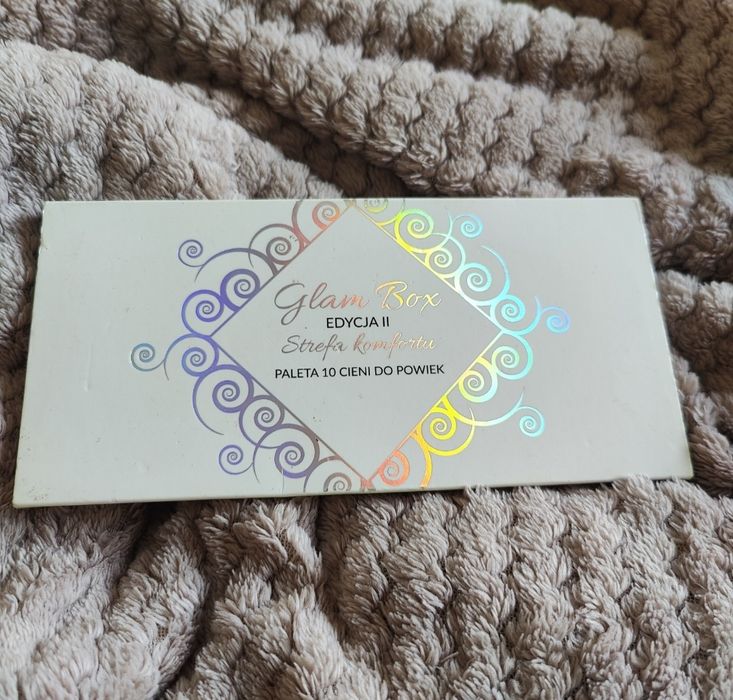 Glam Box
EDYCJA II
Strefa komfortu
PALETA 10 CIENI DO POWIEK